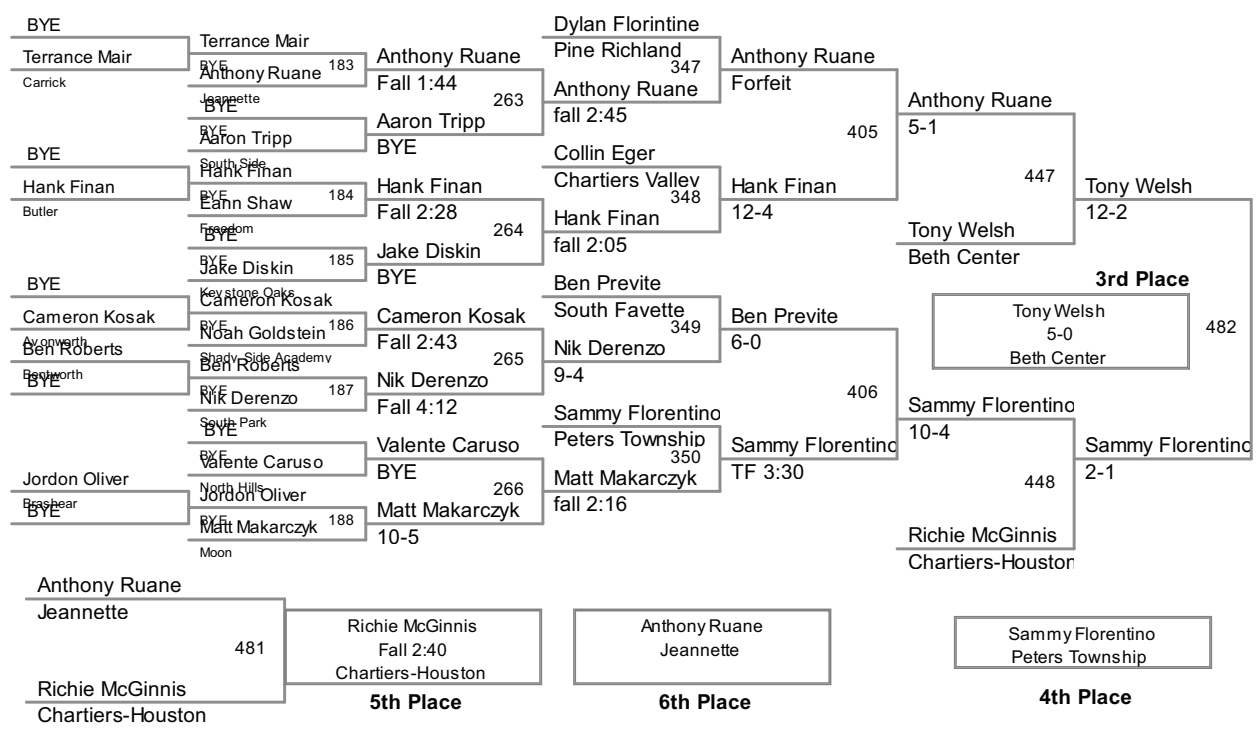 BYE
Terrance Mair
Carrick
BYE
Hank Finan
Butler
BYE
Cameron Kosak
Avonworth
Ben Roberts
Bentworth
BYE
Jordon Oliver
Brashear
BYE
Terrance Mair
BYE
183
Anthony Ruane
Jeannette
BYE
BYE
Aaron Tripp
South Side
Hank Finan
BYE
184
Eann Shaw
Freedom
BYE
BYE
185
Jake Diskin
Keystone Oaks
Cameron Kosak
BYE
186
Noah Goldstein
Shady Side Academy
Ben Roberts
BYE
187
Nik Derenzo
South Park
BYE
BYE
Valente Caruso
North Hills
Jordon Oliver
BYE
188
Matt Makarczyk
Moon
Anthony Ruane
Fall 1:44
263
Aaron Tripp
BYE
Hank Finan
Fall 2:28
264
Jake Diskin
BYE
Cameron Kosak
Fall 2:43
265
Nik Derenzo
Fall 4:12
Valente Caruso
BYE
266
Matt Makarczyk
10-5
Dylan Florintine
Pine Richland
347
Anthony Ruane
fall 2:45
Collin Eger
Chartiers Valley
348
Hank Finan
fall 2:05
Ben Previte
South Fayette
349
Nik Derenzo
9-4
Sammy Florentino
Peters Township
350
Matt Makarczyk
fall 2:16
Anthony Ruane
Forfeit
405
Hank Finan
12-4
Ben Previte
6-0
406
Sammy Florentino
TF 3:30
Anthony Ruane
5-1
447
Tony Welsh
Beth Center
Sammy Florentino
10-4
448
Richie McGinnis
Chartiers-Houston
Tony Welsh
12-2
3rd Place
Tony Welsh
5-0
Beth Center
482
Sammy Florentino
2-1
Anthony Ruane
Jeannette
481
Richie McGinnis
Chartiers-Houston
Richie McGinnis
Fall 2:40
Chartiers-Houston
5th Place
Anthony Ruane
Jeannette
6th Place
Sammy Florentino
Peters Township
4th Place